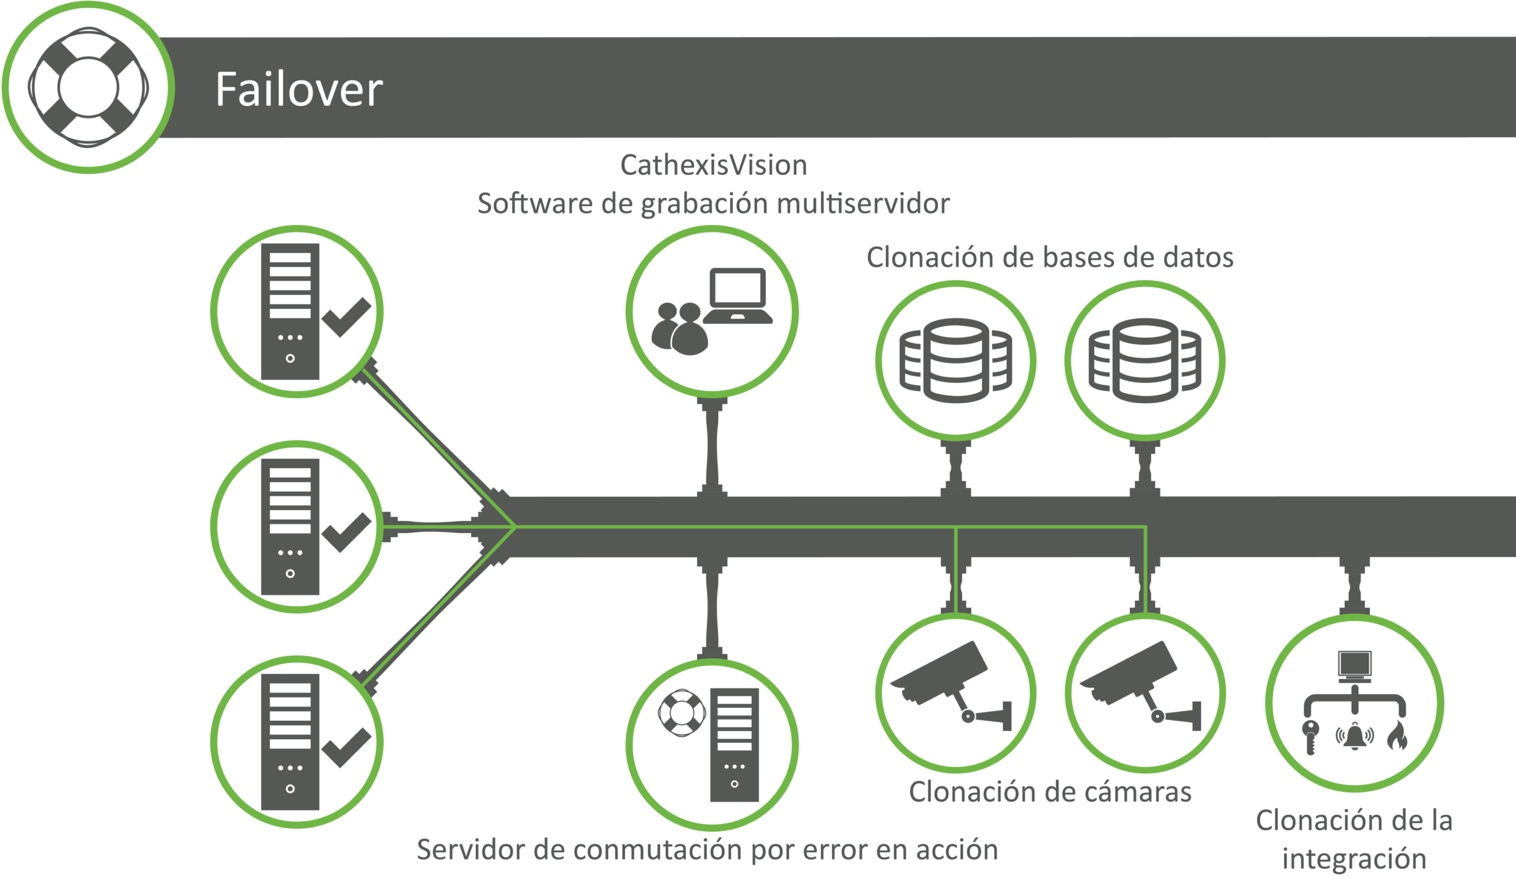 Failover
CathexisVision
Software de grabación multiservidor
Clonación de bases de datos
Clonación de cámaras
Clonación de la
integración
Servidor de conmutación por error en acción